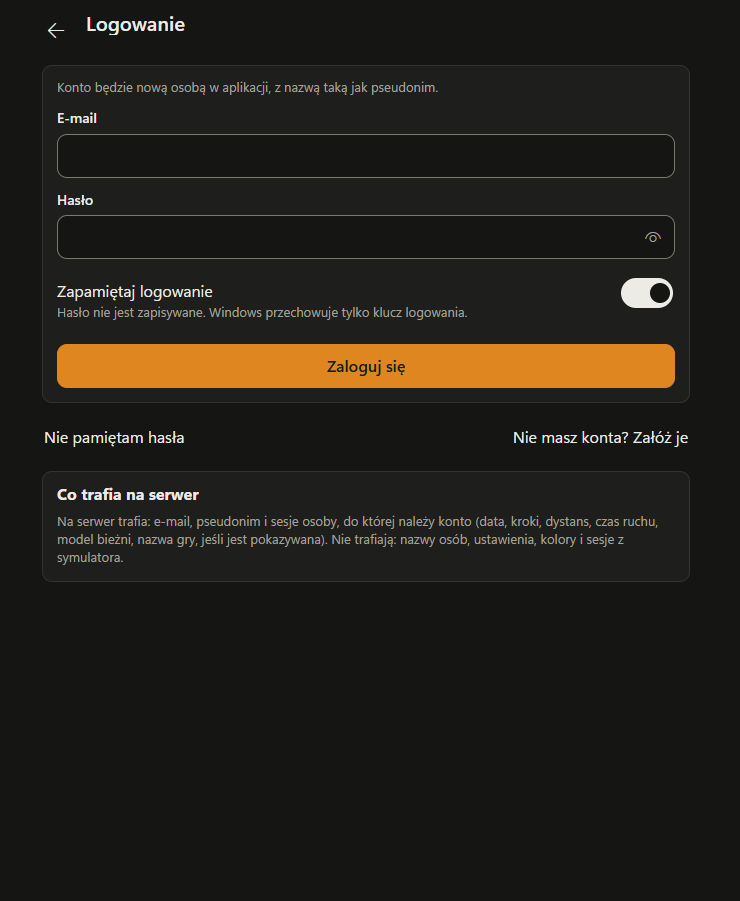 Logowanie
Konto będzie nową osobą w aplikacji, z nazwą taką jak pseudonim.
E-mail
Hasło
Zapamiętaj logowanie
Hasło nie jest zapisywane. Windows przechowuje tylko klucz logowania.
Zaloguj się
Nie pamiętam hasła
Nie masz konta? Załóż je
Co trafia na serwer
Na serwer trafia: e-mail, pseudonim i sesje osoby, do której należy konto (data, kroki, dystans, czas ruchu,
model bieżni, nazwa gry, jeśli jest pokazywana). Nie trafiają: nazwy osób, ustawienia, kolory i sesje z
symulatora.